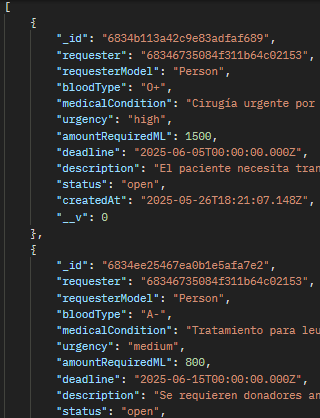 [
{
"_id": "6834b113a42c9e83adfaf689",
"requester": "68346735084f311b64c02153",
"requesterModel": "Person",
"bloodType": "O+",
"medicalCondition": "Cirugía urgente por
"urgency": "high",
"amountRequiredML": 1500,
"deadline": "2025-06-05T00:00:00.000Z",
"description": "El paciente necesita tran
"status": "open",
"createdAt": "2025-05-26T18:21:07.148Z",
"__v": 0
},
{
"_id": "6834ee25467ea0b1e5afa7e2",
"requester": "68346735084f311b64c02153",
"requesterModel": "Person",
"bloodType": "A-",
"medicalCondition": "Tratamiento para leu
"urgency": "medium",
"amountRequiredML": 800,
"deadline": "2025-06-15T00:00:00.000Z",
"description": "Se requieren donadores an
"status": "open",